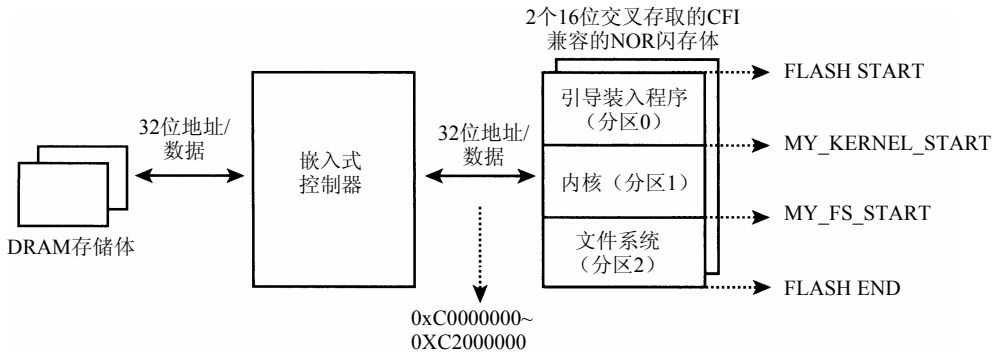 2个16位交叉存取的CFI
兼容的NOR闪存体
FLASH START
引导装入程序
(分区0)
32位地址/
数据
32位地址/
数据
MY_KERNEL_START
嵌入式
控制器
内核(分区1)
MY_FS_START
DRAM存储体
文件系统
(分区2)
FLASH END
0xC0000000~
0XC2000000